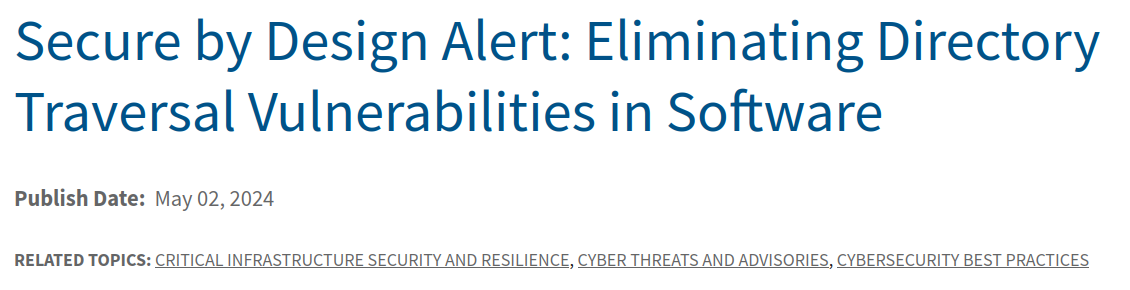 Secure by Design Alert: Eliminating Directory
Traversal Vulnerabilities in Software
Publish Date: May 02, 2024
RELATED TOPICS: CRITICAL INFRASTRUCTURE SECURITY AND RESILIENCE, CYBER THREATS AND ADVISORIES, CYBERSECURITY BEST PRACTICES